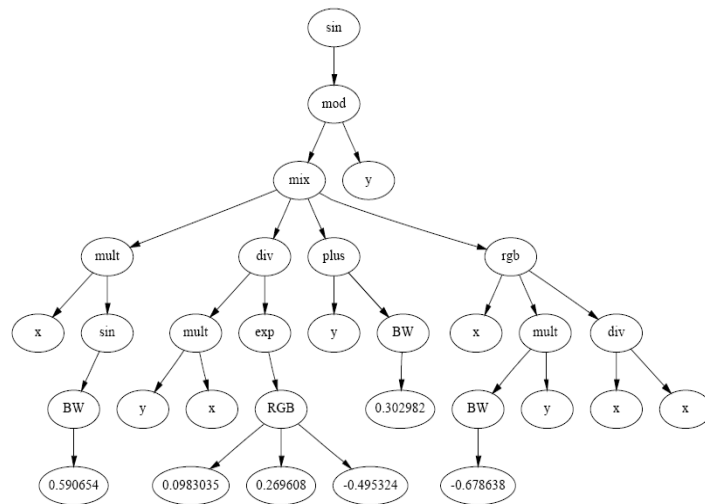 sin
mod
mix y
mult div plus rgb
x sin mult exp y BW x mult div
BW y x RGB 0.302982 BW y x x
0.590654 0.0983035 0.269608 -0.495324 -0.678638